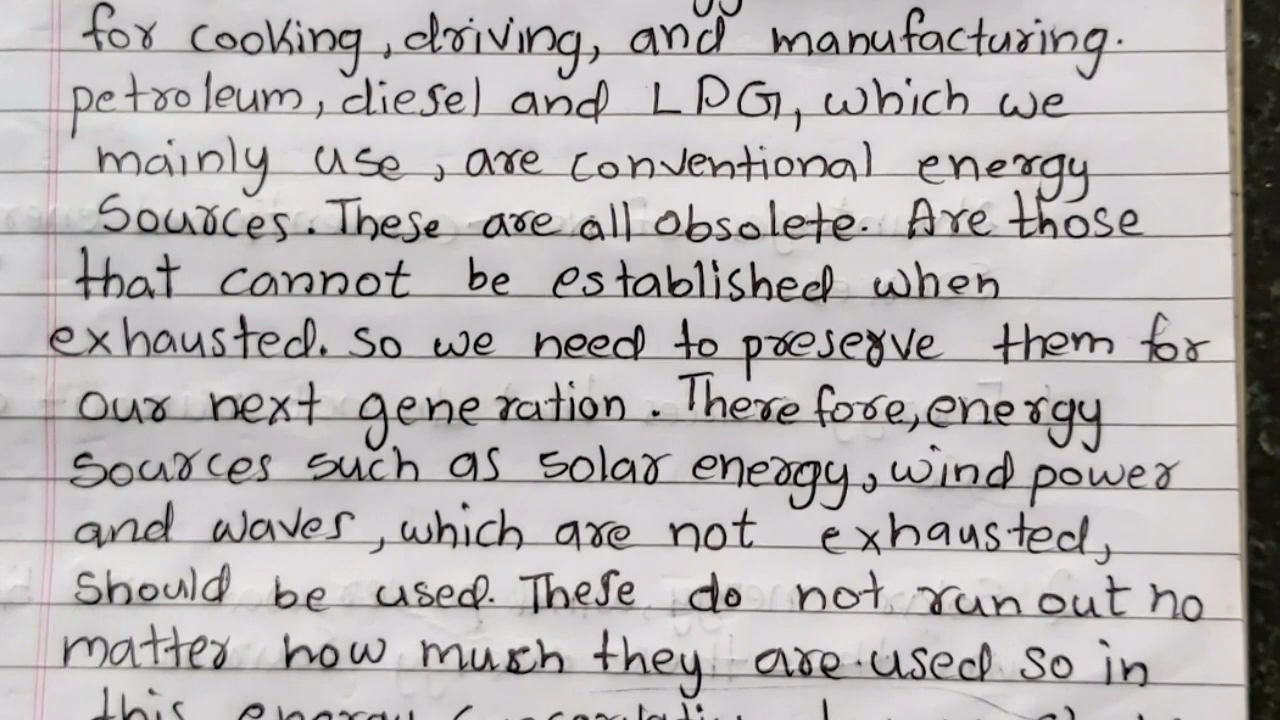 for cooking, driving, and manufacturing.
petroleum, diesel and LPG, which we
mainly use, are conventional energy
Sources. These are all obsolete. Are those
that cannot be established when
exhausted. so we need to preserve them for
our next generation. Therefore, energy
sources such as solar energy, wind power
and waves, which are not exhausted,
should be used. These do not run out no
matter how much they are used so in
this energy